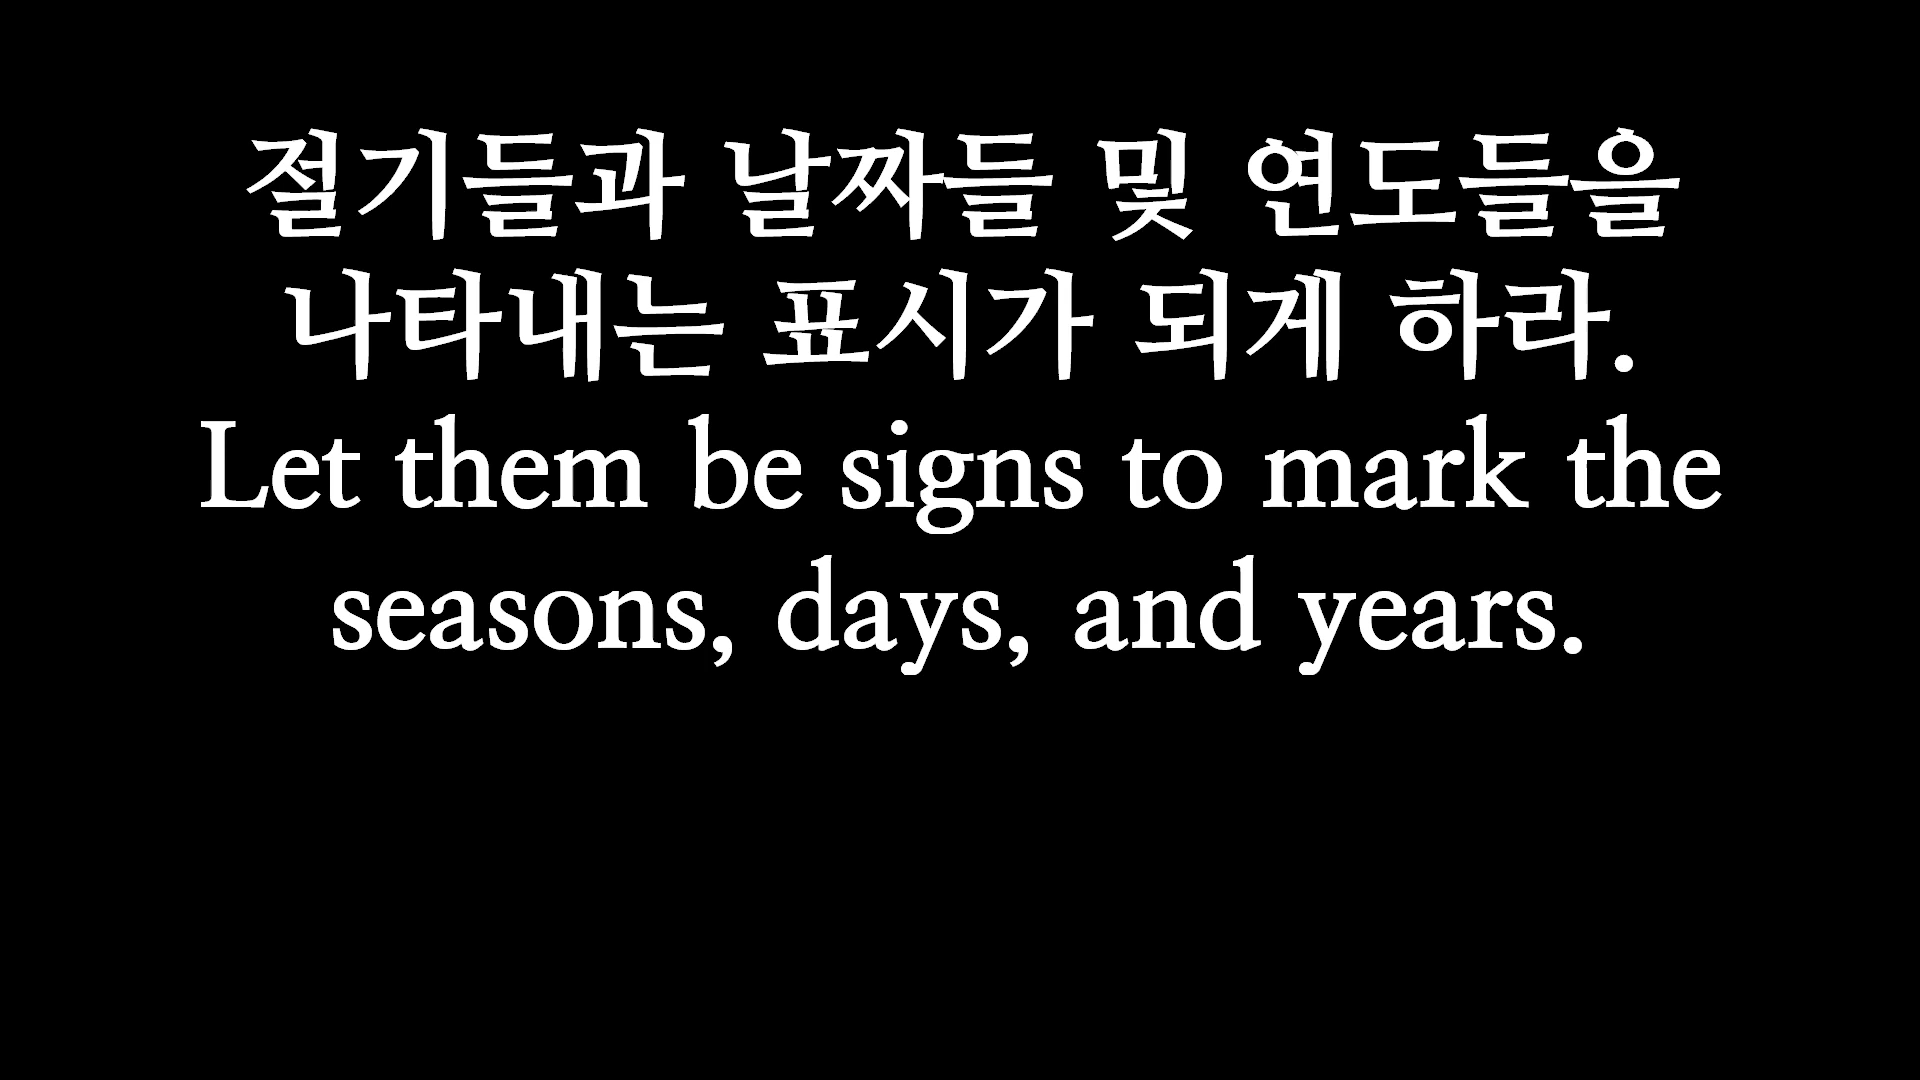 절기들과 날짜들 및 연도들을
나타내는 표시가 되게 하라.
Let them be signs to mark the
seasons, days, and years.